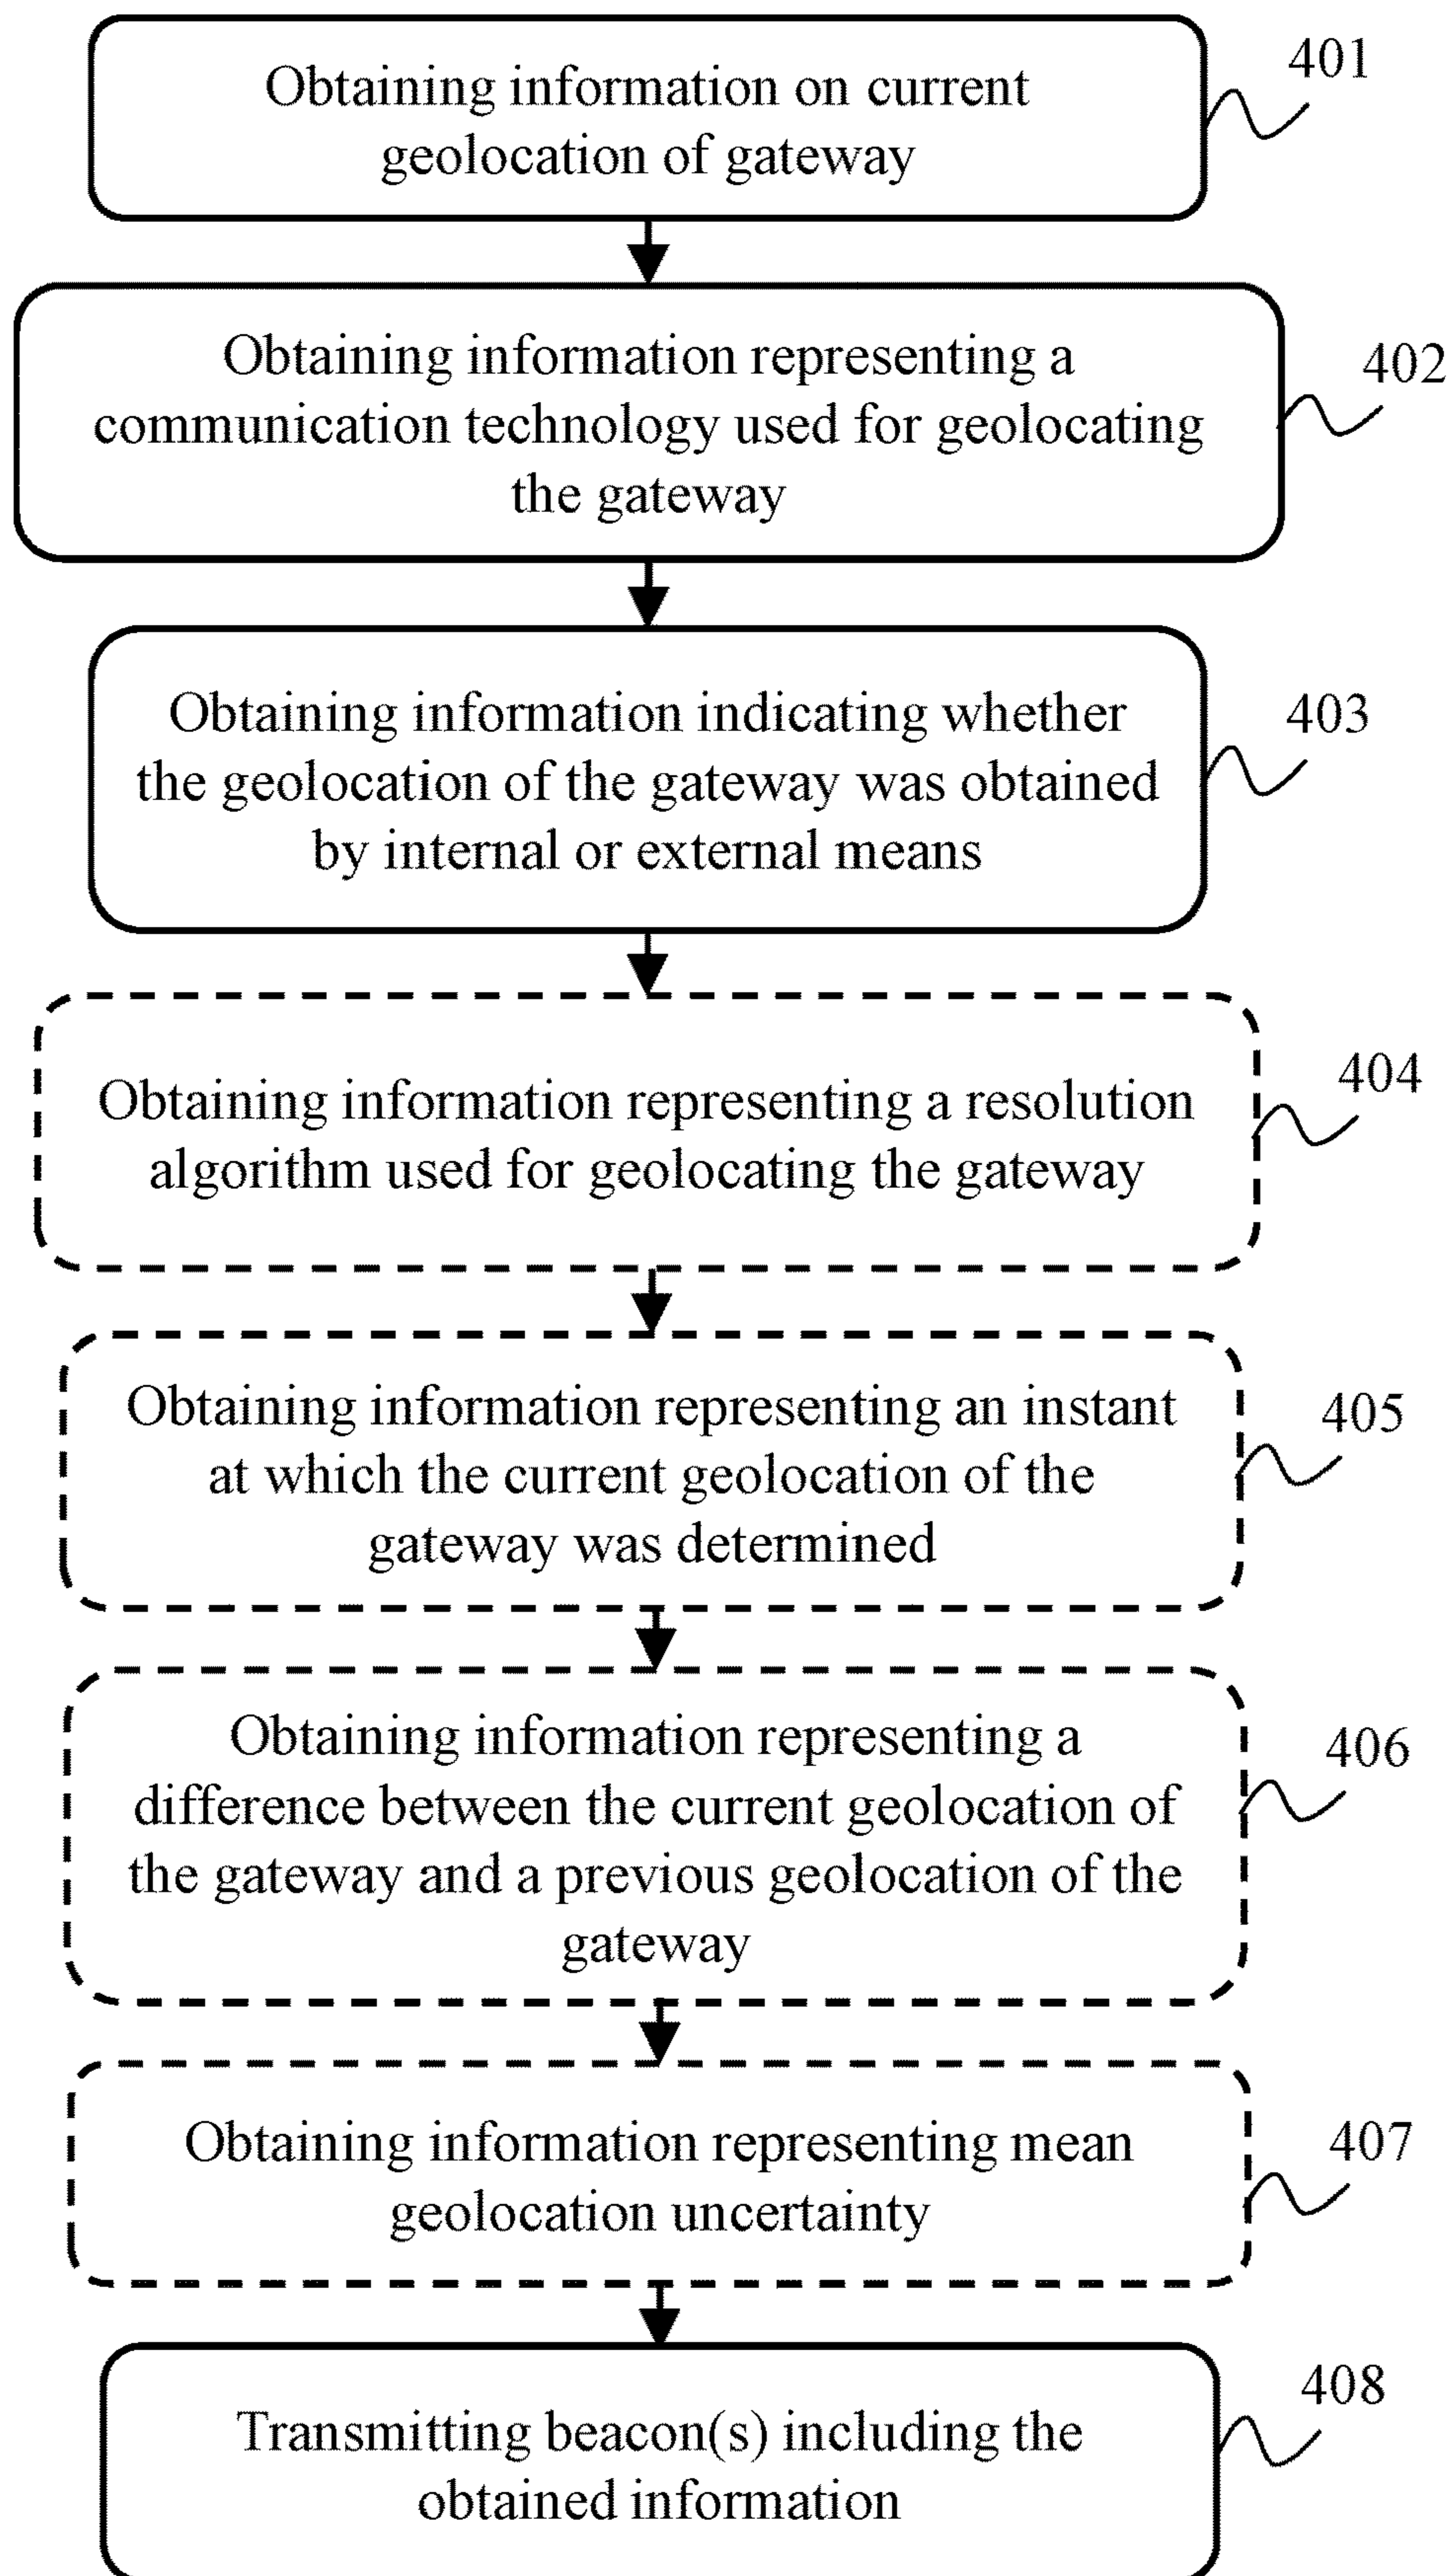 Obtaining information on current
geolocation of gateway
401
Obtaining information representing a
communication technology used for geolocating
the gateway
402
Obtaining information indicating whether
the geolocation of the gateway was obtained
by internal or external means
403
Obtaining information representing a resolution
algorithm used for geolocating the gateway
404
Obtaining information representing an instant
at which the current geolocation of the
gateway was determined
405
Obtaining information representing a
difference between the current geolocation of
the gateway and a previous geolocation of the
gateway
406
Obtaining information representing mean
geolocation uncertainty
407
Transmitting beacon(s) including the
obtained information
408